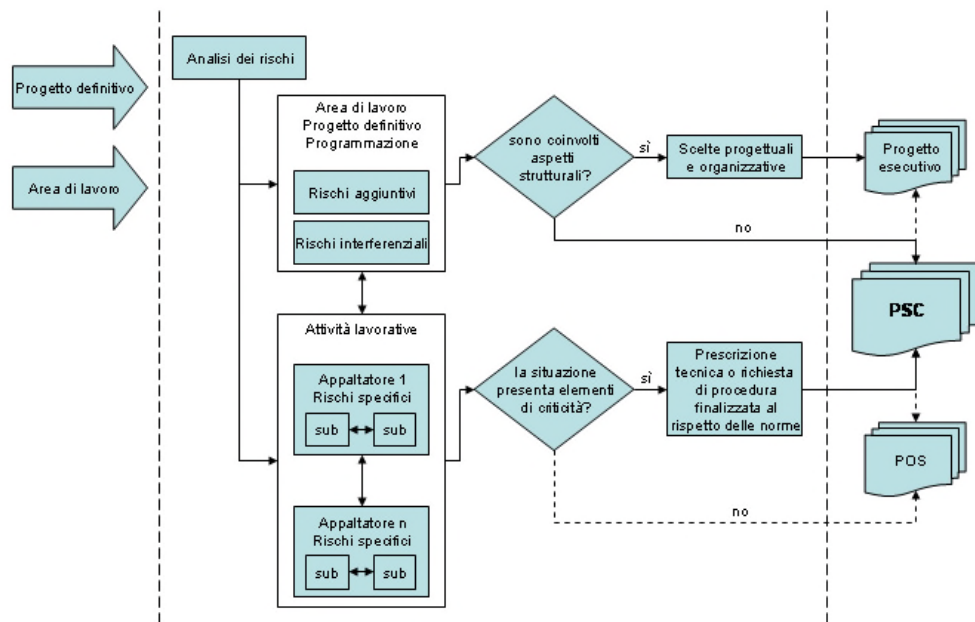 Progetto definitivo
Area di lavoro
Analisi dei rischi
Area di lavoro
Progetto definitivo
Programmazione
Rischi aggiuntivi
Rischi interferenziali
sono coinvolti
aspetti
strutturali?
sì
Scelte progettuali
e organizzative
Progetto
esecutivo
no
PSC
Attività lavorative
Appaltatore 1
Rischi specifici
sub
sub
Appaltatore n
Rischi specifici
sub
sub
la situazione
presenta elementi
di criticità?
sì
Prescrizione
tecnica o richiesta
di procedura
finalizzata al
rispetto delle norme
POS
no